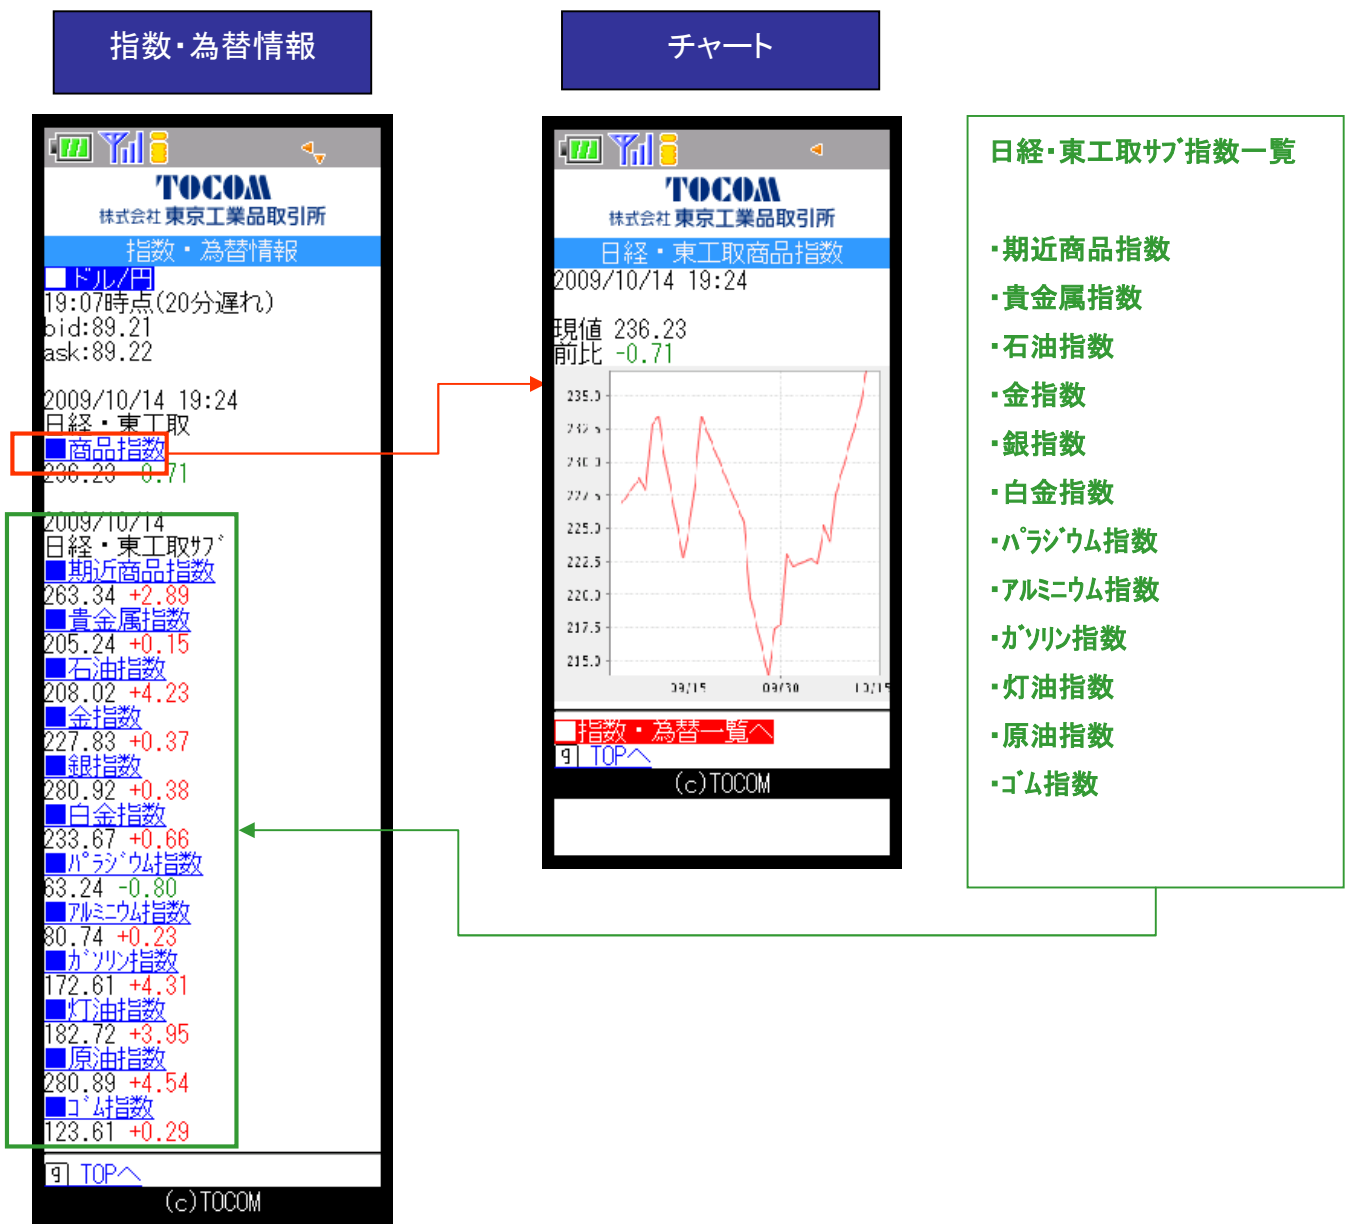 指数・為替情報
チャート
TOCOM
株式会社 東京工業品取引所
指数・為替情報
■ドル/円
19:07時点(20分遅れ)
bid:89.21
ask:89.22
2009/10/14 19:24
日経・東工取
■商品指数
236.23 -0.71
2009/10/14
日経・東工取ｻﾌﾞ
■期近商品指数
263.34 +2.89
■貴金属指数
205.24 +0.15
■石油指数
208.02 +4.23
■金指数
227.83 +0.37
■銀指数
280.92 +0.38
■白金指数
233.67 +0.66
■ﾊﾟﾗｼﾞｳﾑ指数
63.24 -0.80
■ｱﾙﾐﾆｳﾑ指数
80.74 +0.23
■ｶﾞｿﾘﾝ指数
172.61 +4.31
■灯油指数
182.72 +3.95
■原油指数
280.89 +4.54
■ｺﾞﾑ指数
123.61 +0.29
9 TOPへ
(c)TOCOM
TOCOM
株式会社 東京工業品取引所
日経・東工取商品指数
2009/10/14 19:24
現値 236.23
前比 -0.71
235.0
232.5
230.0
227.5
225.0
222.5
220.0
217.5
215.0
09/15 09/30 10/15
■指数・為替一覧へ
9 TOPへ
(c)TOCOM
日経・東工取ｻﾌﾞ指数一覧
・期近商品指数
・貴金属指数
・石油指数
・金指数
・銀指数
・白金指数
・ﾊﾟﾗｼﾞｳﾑ指数
・ｱﾙﾐﾆｳﾑ指数
・ｶﾞｿﾘﾝ指数
・灯油指数
・原油指数
・ｺﾞﾑ指数